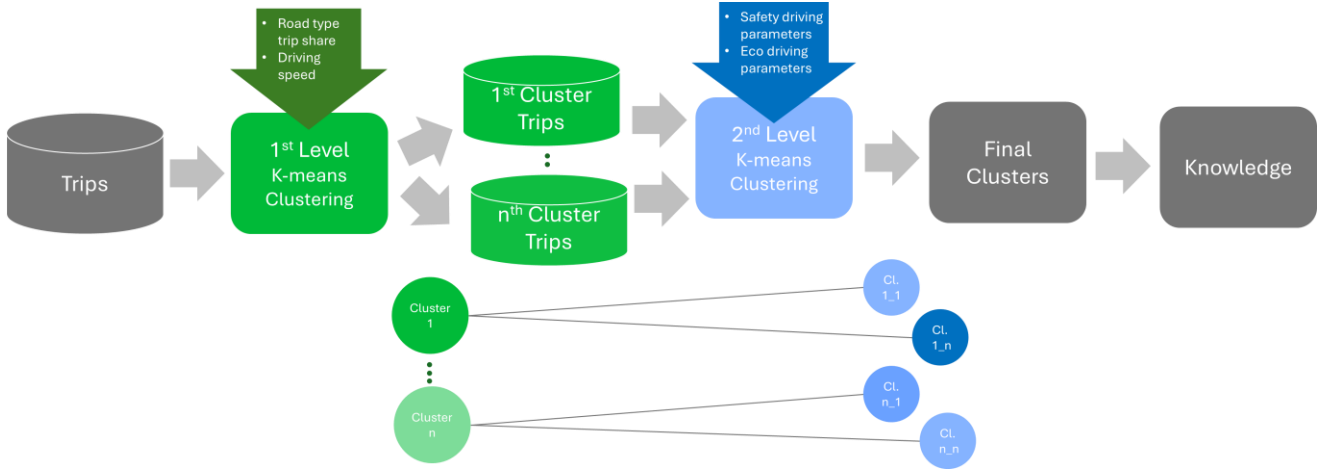 • Road type
trip share
• Driving
speed
• Safety driving
parameters
• Eco driving
parameters
Trips
1st Level
K-means
Clustering
1st Cluster
Trips
nth Cluster
Trips
2nd Level
K-means
Clustering
Final
Clusters
Knowledge
Cluster
1
Cl.
1_1
Cl.
1_n
Cluster
n
Cl.
n_1
Cl.
n_n